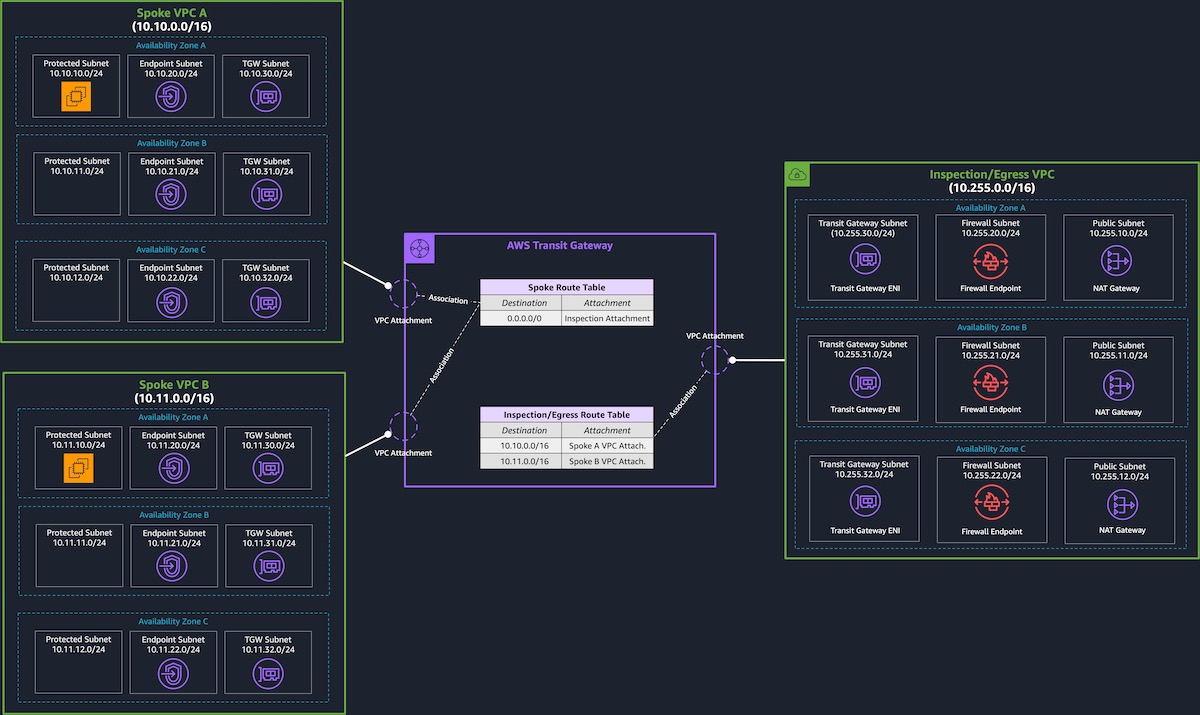 Spoke VPC A
(10.10.0.0/16)
Availability Zone A
Protected Subnet
10.10.10.0/24
Endpoint Subnet
10.10.20.0/24
TGW Subnet
10.10.30.0/24
Availability Zone B
Protected Subnet
10.10.11.0/24
Endpoint Subnet
10.10.21.0/24
TGW Subnet
10.10.31.0/24
Availability Zone C
Protected Subnet
10.10.12.0/24
Endpoint Subnet
10.10.22.0/24
TGW Subnet
10.10.32.0/24
Spoke VPC B
(10.11.0.0/16)
Availability Zone A
Protected Subnet
10.11.10.0/24
Endpoint Subnet
10.11.20.0/24
TGW Subnet
10.11.30.0/24
Availability Zone B
Protected Subnet
10.11.11.0/24
Endpoint Subnet
10.11.21.0/24
TGW Subnet
10.11.31.0/24
Availability Zone C
Protected Subnet
10.11.12.0/24
Endpoint Subnet
10.11.22.0/24
TGW Subnet
10.11.32.0/24
AWS Transit Gateway
VPC Attachment
Association
Spoke Route Table
Destination Attachment
0.0.0.0/0 Inspection Attachment
VPC Attachment
Association
Inspection/Egress Route Table
Destination Attachment
10.10.0.0/16 Spoke A VPC Attach.
10.11.0.0/16 Spoke B VPC Attach.
Association
VPC Attachment
Inspection/Egress VPC
(10.255.0.0/16)
Availability Zone A
Transit Gateway Subnet
(10.255.30.0/24)
Transit Gateway ENI
Firewall Subnet
10.255.20.0/24
Firewall Endpoint
Public Subnet
10.255.10.0/24
NAT Gateway
Availability Zone B
Transit Gateway Subnet
10.255.31.0/24
Transit Gateway ENI
Firewall Subnet
10.255.21.0/24
Firewall Endpoint
Public Subnet
10.255.11.0/24
NAT Gateway
Availability Zone C
Transit Gateway Subnet
10.255.32.0/24
Transit Gateway ENI
Firewall Subnet
10.255.22.0/24
Firewall Endpoint
Public Subnet
10.255.12.0/24
NAT Gateway